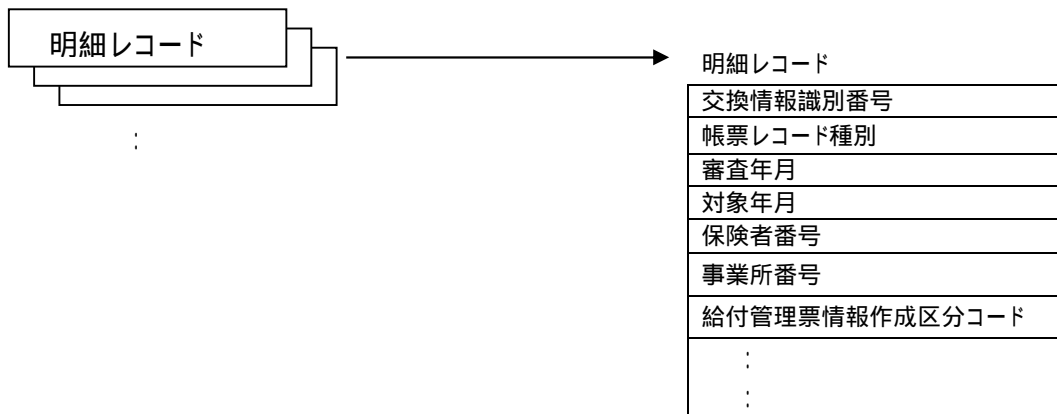 明細レコード
:
明細レコード
交換情報識別番号
帳票レコード種別
審査年月
対象年月
保険者番号
事業所番号
給付管理票情報作成区分コード
:
: